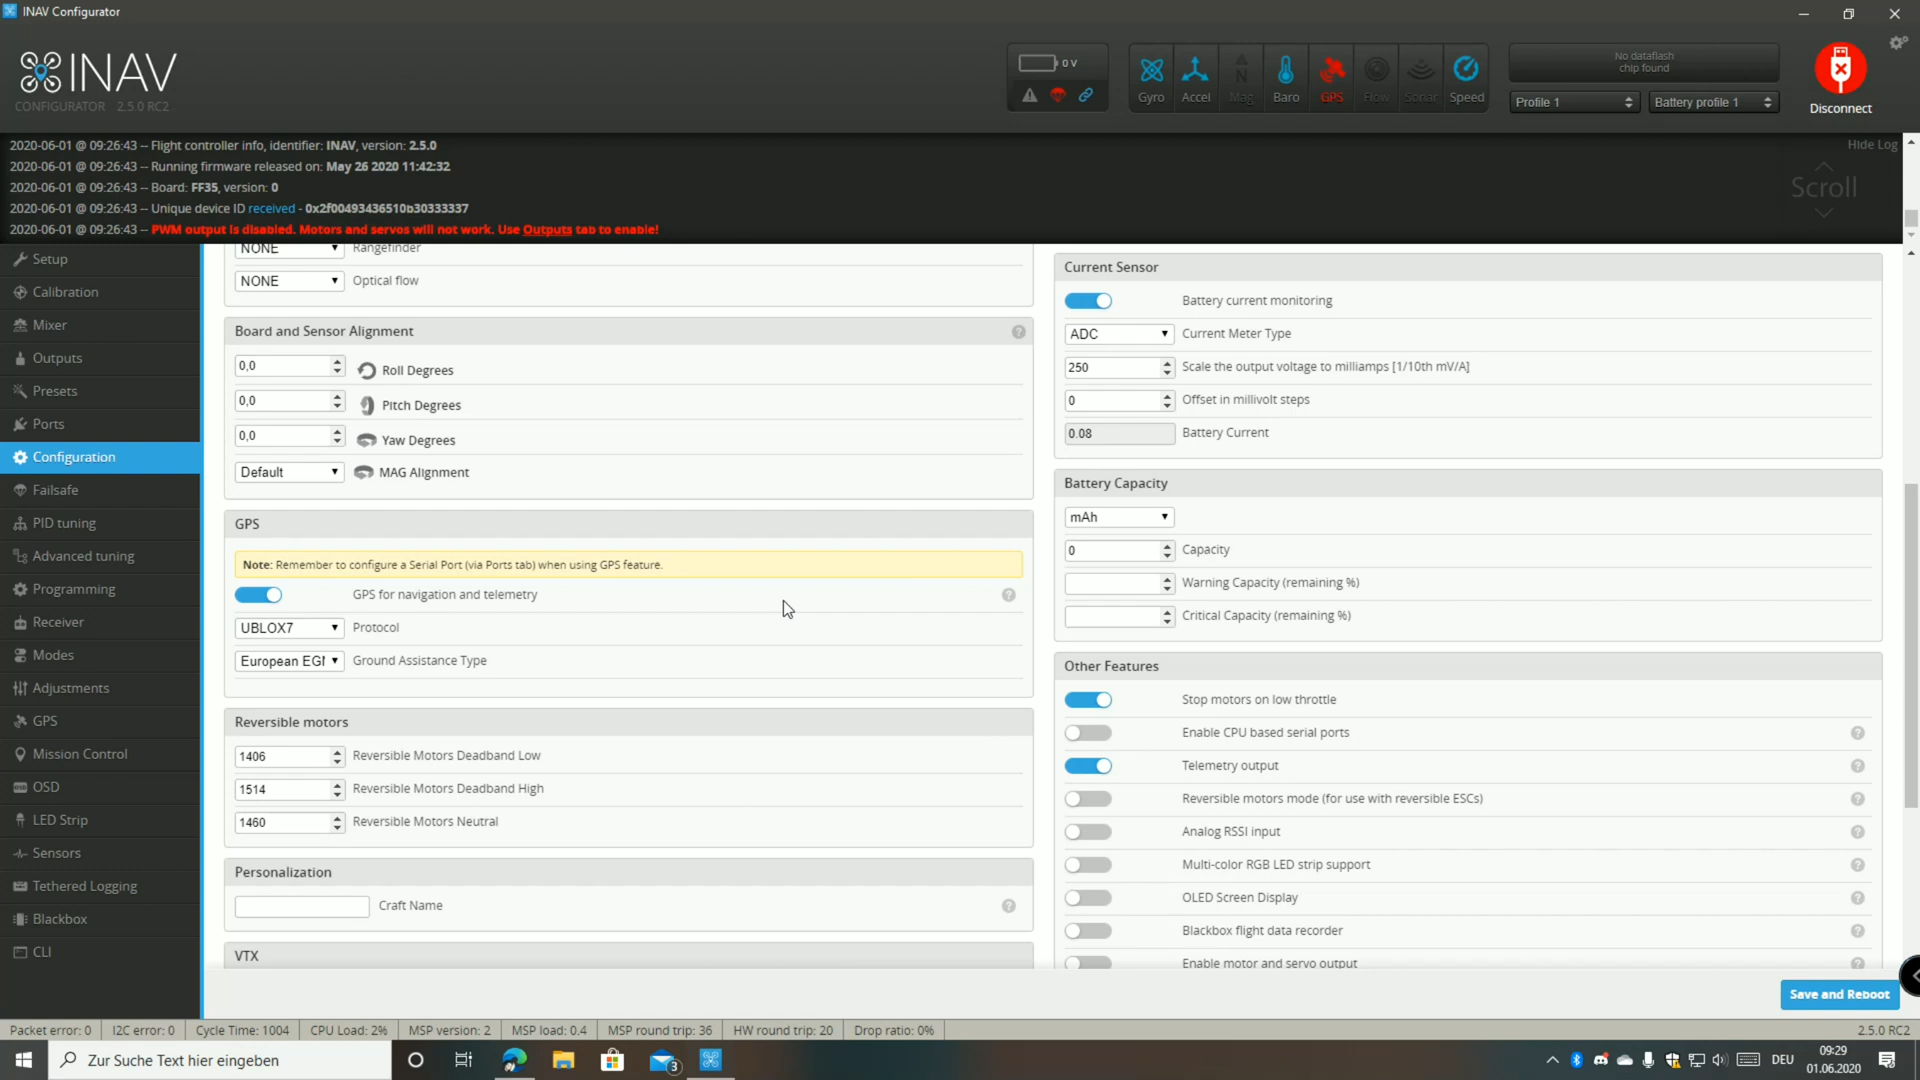 INAV Configurator
INAV
CONFIGURATOR 2.5.0 RC2
0 V
Gyro
Accel
Mag
Baro
GPS
Flow
Sonar
Speed
No dataflash
chip found
Profile 1
Battery profile 1
Disconnect
2020-06-01 @ 09:26:43 -- Flight controller info, identifier: INAV, version: 2.5.0
2020-06-01 @ 09:26:43 -- Running firmware released on: May 26 2020 11:42:32
2020-06-01 @ 09:26:43 -- Board: FF35, version: 0
2020-06-01 @ 09:26:43 -- Unique device ID received - 0x2f00493436510b30333337
2020-06-01 @ 09:26:43 -- PWM output is disabled. Motors and servos will not work. Use Outputs tab to enable!
Hide Log
Scroll
Setup
Calibration
Mixer
Outputs
Presets
Ports
Configuration
Failsafe
PID tuning
Advanced tuning
Programming
Receiver
Modes
Adjustments
GPS
Mission Control
OSD
LED Strip
Sensors
Tethered Logging
Blackbox
CLI
NONE Rangefinder
NONE Optical flow
Board and Sensor Alignment
0,0 Roll Degrees
0,0 Pitch Degrees
0,0 Yaw Degrees
Default MAG Alignment
GPS
Note: Remember to configure a Serial Port (via Ports tab) when using GPS feature.
GPS for navigation and telemetry
UBLOX7 Protocol
European EGN Ground Assistance Type
Reversible motors
1406 Reversible Motors Deadband Low
1514 Reversible Motors Deadband High
1460 Reversible Motors Neutral
Personalization
Craft Name
VTX
Current Sensor
Battery current monitoring
ADC Current Meter Type
250 Scale the output voltage to milliamps [1/10th mV/A]
0 Offset in millivolt steps
0.08 Battery Current
Battery Capacity
mAh
0 Capacity
Warning Capacity (remaining %)
Critical Capacity (remaining %)
Other Features
Stop motors on low throttle
Enable CPU based serial ports
Telemetry output
Reversible motors mode (for use with reversible ESCs)
Analog RSSI input
Multi-color RGB LED strip support
OLED Screen Display
Blackbox flight data recorder
Enable motor and servo output
Save and Reboot
Packet error: 0 I2C error: 0 Cycle Time: 1004 CPU Load: 2% MSP version: 2 MSP load: 0.4 MSP round trip: 36 HW round trip: 20 Drop ratio: 0% 2.5.0 RC2
Zur Suche Text hier eingeben
3
DEU
09:29
01.06.2020